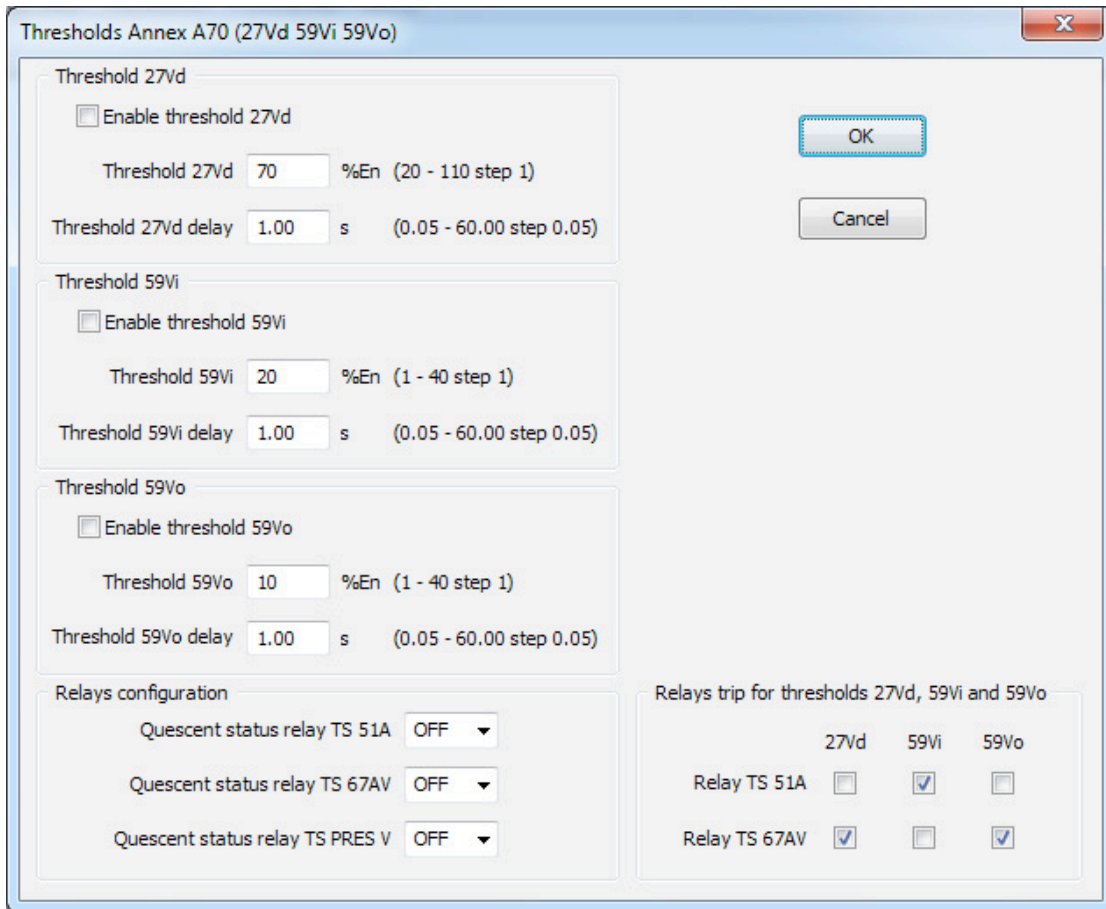 Thresholds Annex A70 (27Vd 59Vi 59Vo)
Threshold 27Vd
Enable threshold 27Vd
Threshold 27Vd 70 %En (20 - 110 step 1)
Threshold 27Vd delay 1.00 s (0.05 - 60.00 step 0.05)
OK
Cancel
Threshold 59Vi
Enable threshold 59Vi
Threshold 59Vi 20 %En (1 - 40 step 1)
Threshold 59Vi delay 1.00 s (0.05 - 60.00 step 0.05)
Threshold 59Vo
Enable threshold 59Vo
Threshold 59Vo 10 %En (1 - 40 step 1)
Threshold 59Vo delay 1.00 s (0.05 - 60.00 step 0.05)
Relays configuration
Quescent status relay TS 51A OFF
Quescent status relay TS 67AV OFF
Quescent status relay TS PRES V OFF
Relays trip for thresholds 27Vd, 59Vi and 59Vo
27Vd 59Vi 59Vo
Relay TS 51A
Relay TS 67AV